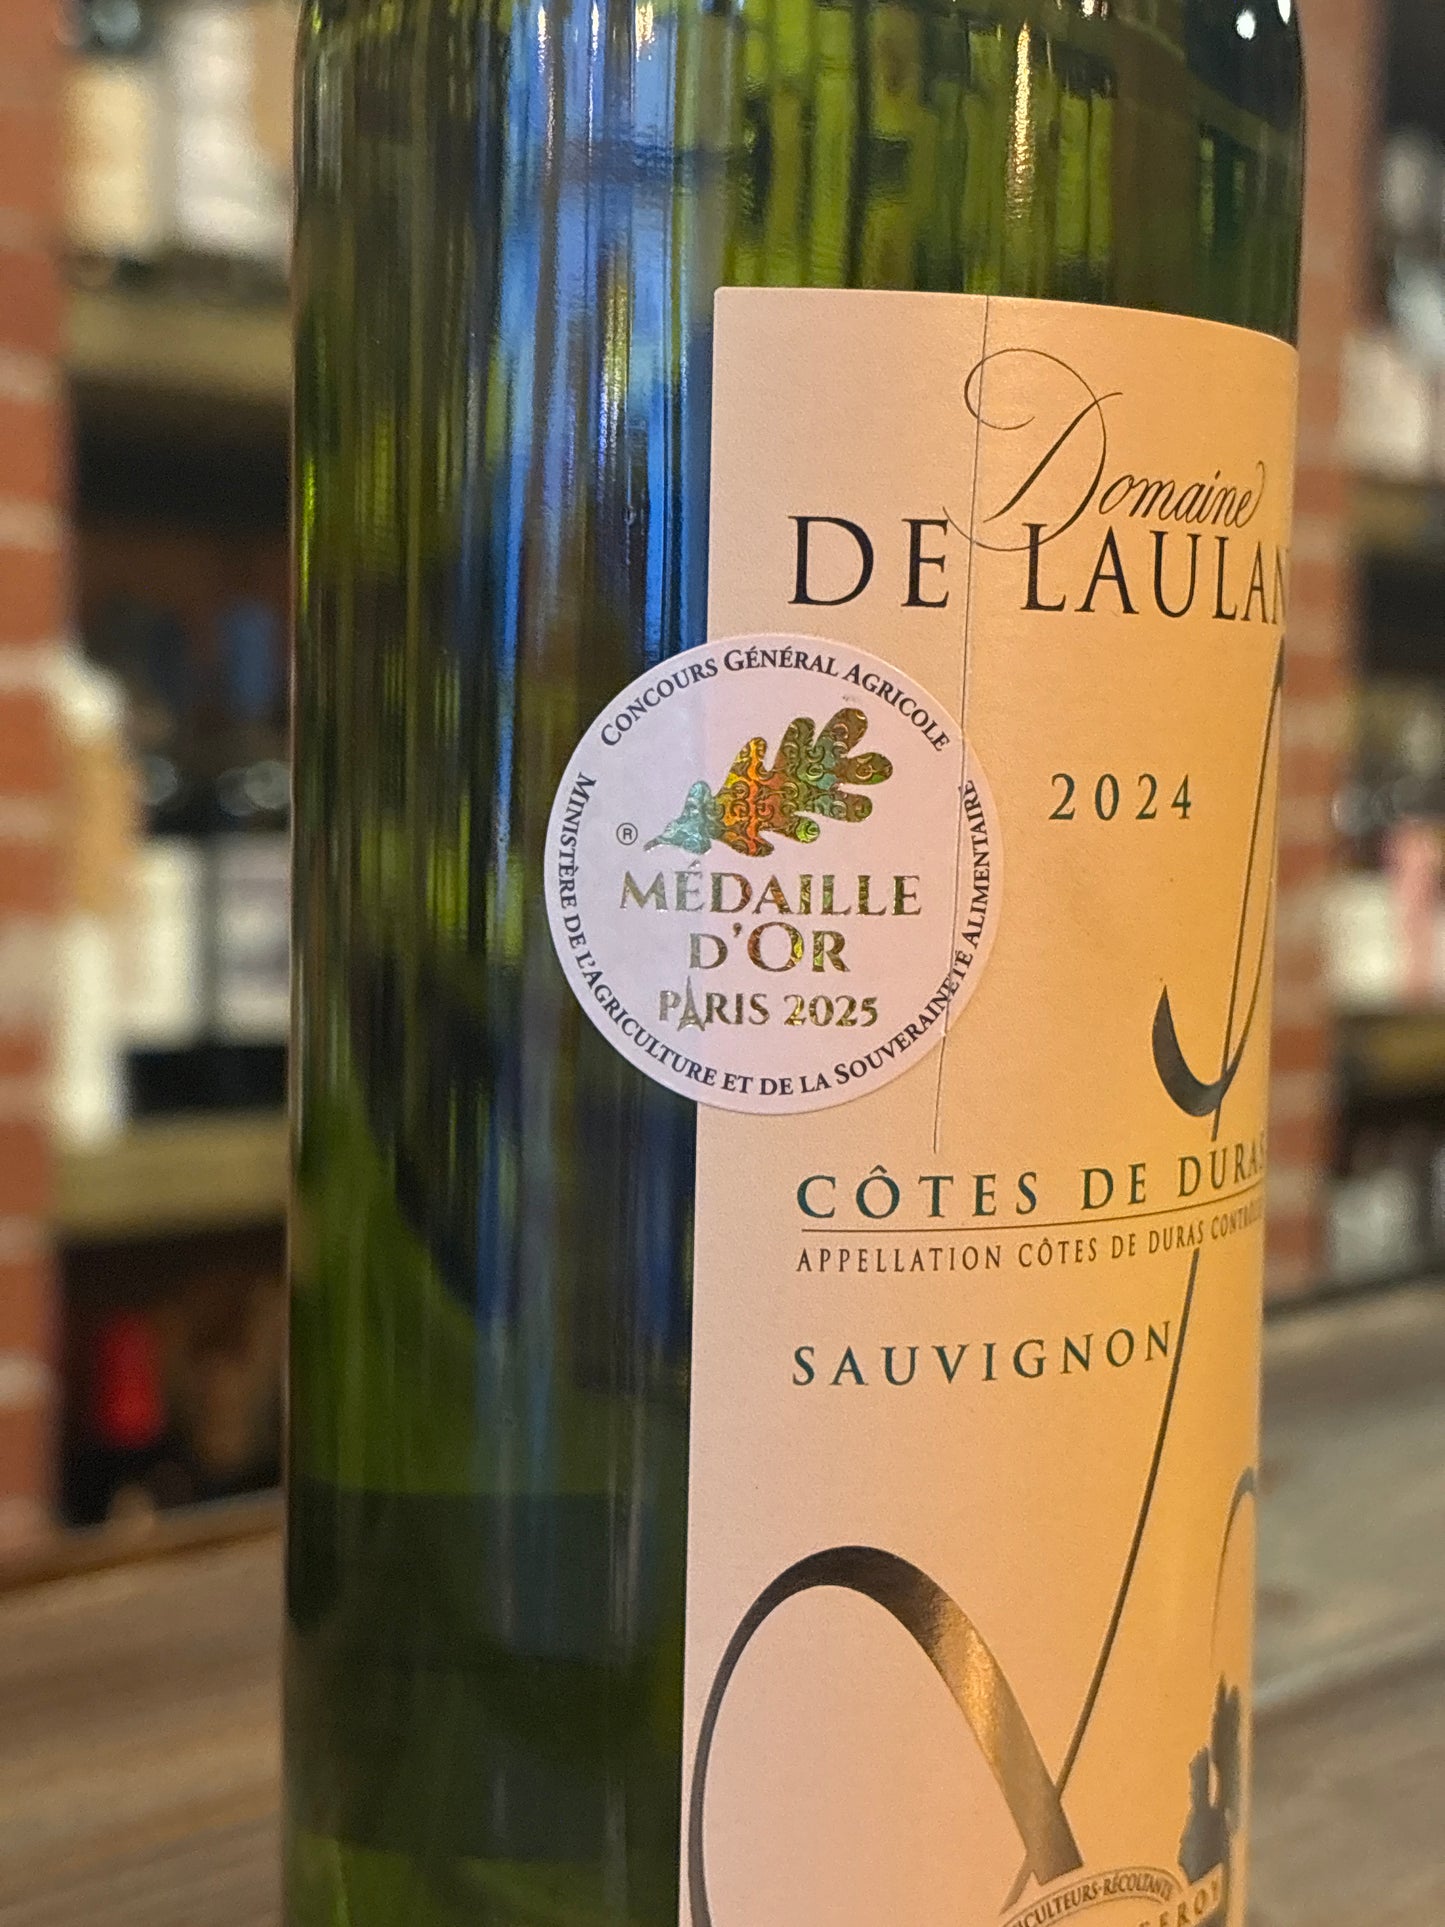 Domaine
DE LAULAN
2024
CONCOURS GÉNÉRAL AGRICOLE
MINISTÈRE DE L'AGRICULTURE ET DE LA SOUVERAINETÉ ALIMENTAIRE
®
MÉDAILLE
D'OR
PARIS 2025
CÔTES DE DURAS
APPELLATION CÔTES DE DURAS
SAUVIGNON